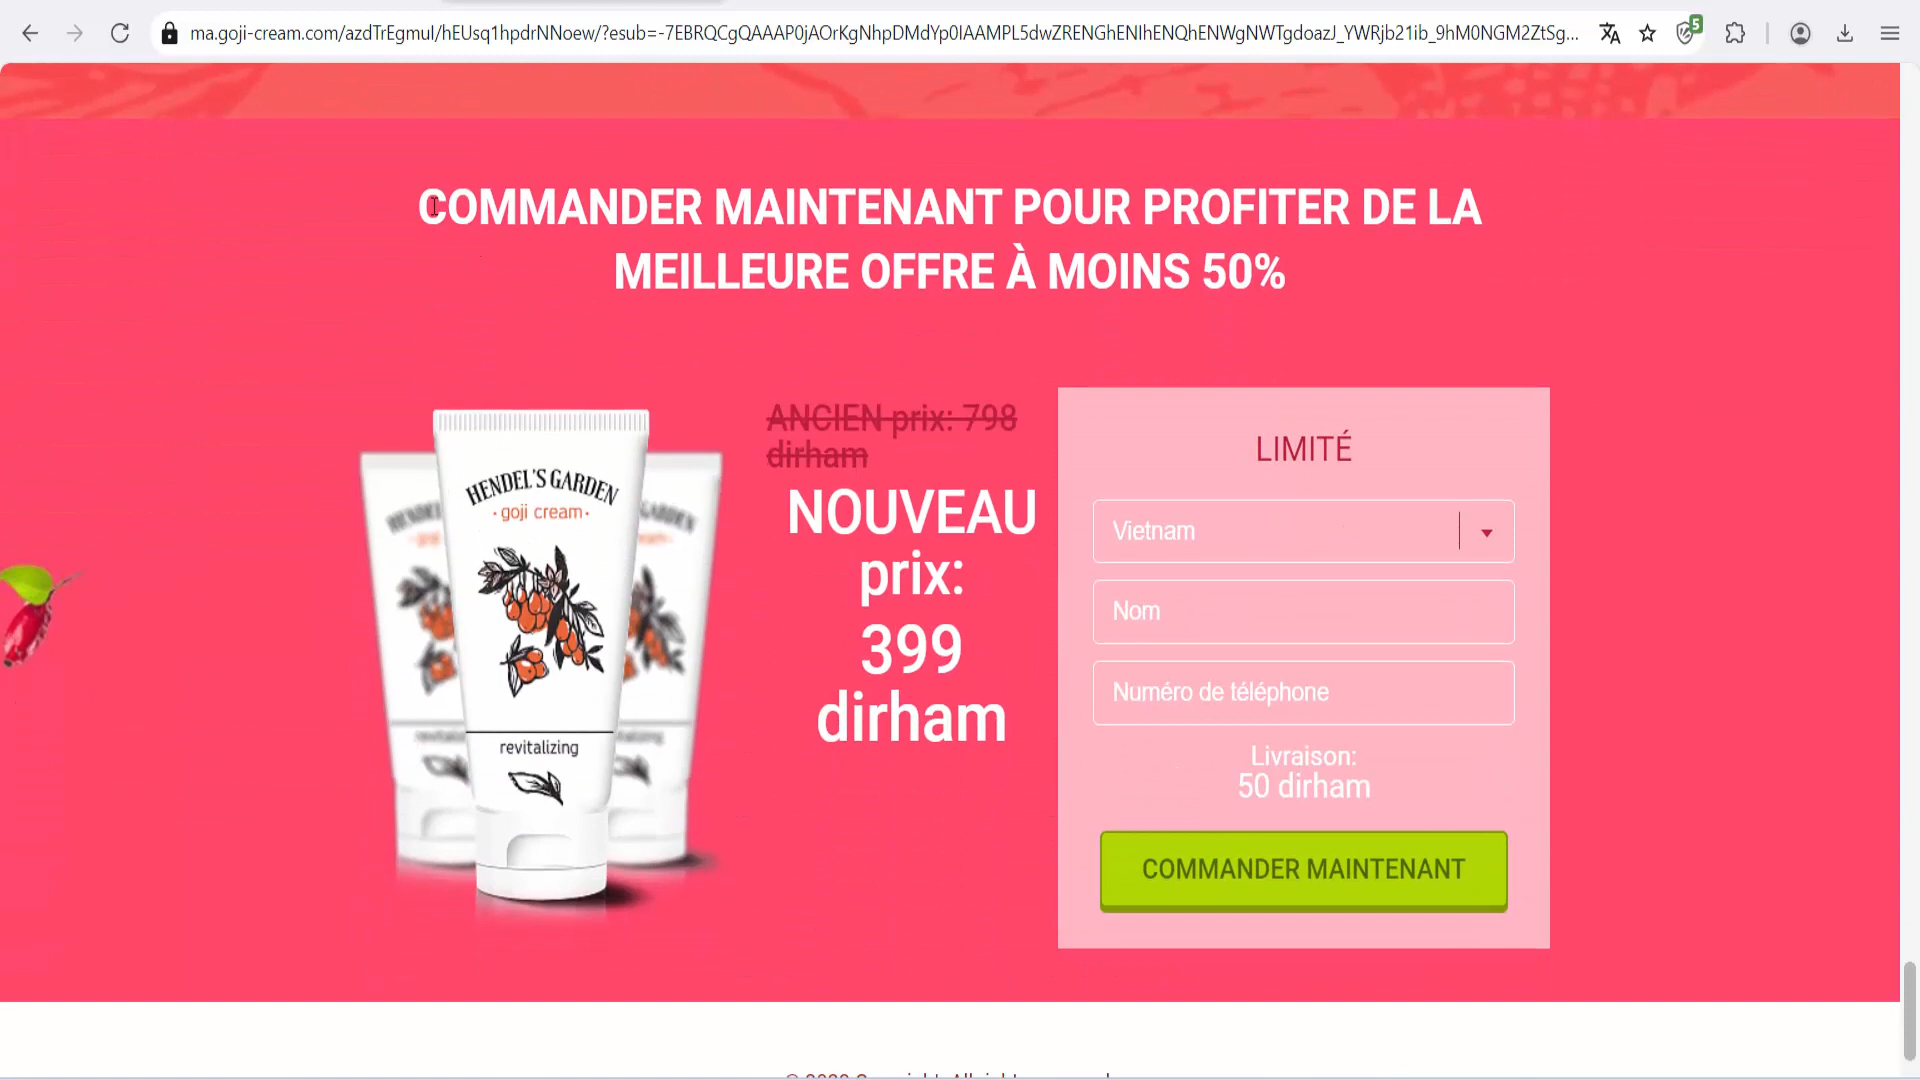 ma.goji-cream.com/azdTrEgmuI/hEUsq1hpdrNNoew/?esub=-7EBRQCgQAAAP0jAOrKgNhpDMdYp0IAAMPL5dwZRENGhENIhENQhENWgNWTgdoazJ_YWRjb21ib_9hM0NGM2ZtSg...
5
COMMANDER MAINTENANT POUR PROFITER DE LA
MEILLEURE OFFRE À MOINS 50%
HENDEL'S GARDEN
· goji cream ·
revitalizing
ANCIEN prix: 798
dirham
NOUVEAU
prix:
399
dirham
LIMITÉ
Vietnam
Nom
Numéro de téléphone
Livraison:
50 dirham
COMMANDER MAINTENANT